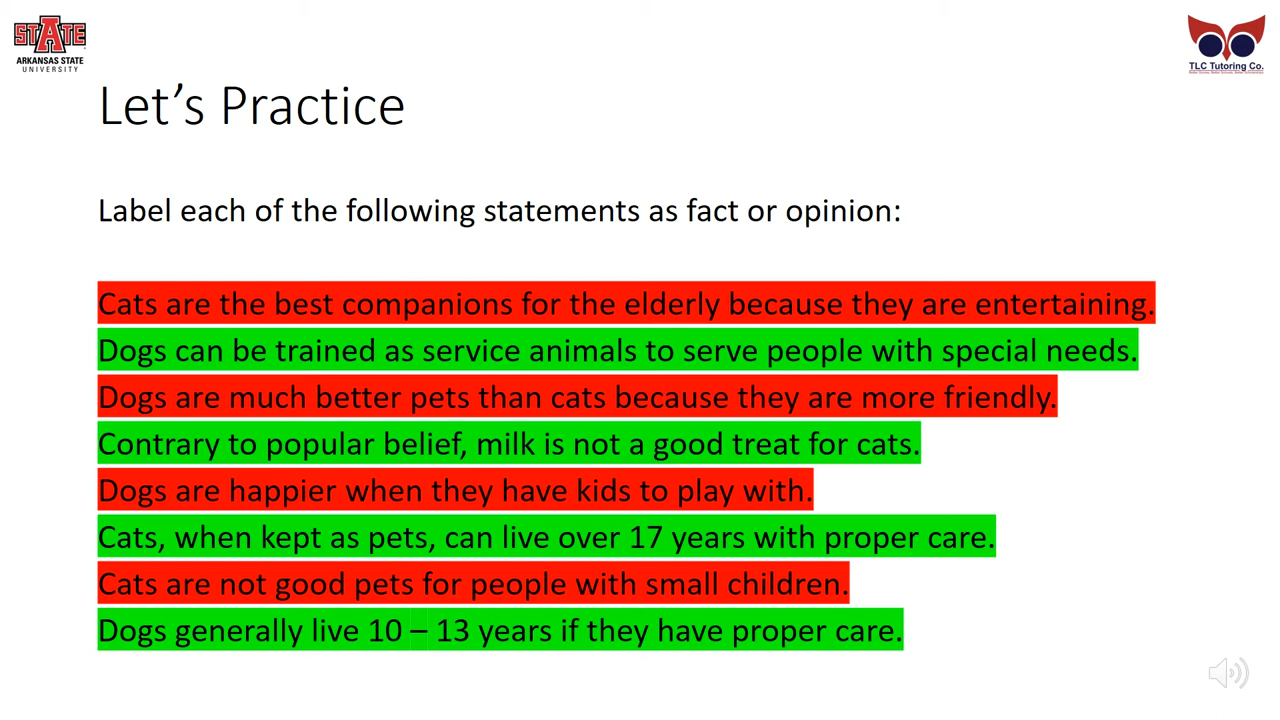 STATE
ARKANSAS STATE
UNIVERSITY
TLC Tutoring Co.
Let's Practice
Label each of the following statements as fact or opinion:
Cats are the best companions for the elderly because they are entertaining.
Dogs can be trained as service animals to serve people with special needs.
Dogs are much better pets than cats because they are more friendly.
Contrary to popular belief, milk is not a good treat for cats.
Dogs are happier when they have kids to play with.
Cats, when kept as pets, can live over 17 years with proper care.
Cats are not good pets for people with small children.
Dogs generally live 10 – 13 years if they have proper care.